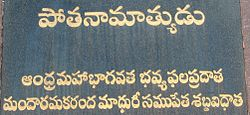 పోతనామాత్యుడు
ఆంధ్రమహాభాగవత భవ్యఫలప్రదాత
మందారమకరంద మాధురీ సముపేత శబ్దవిధాత